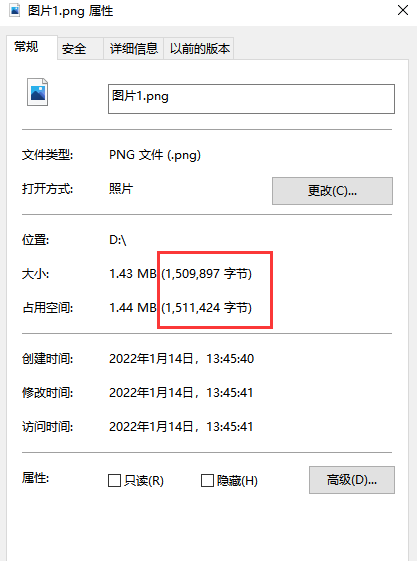 图片1.png 属性
常规 安全 详细信息 以前的版本
图片1.png
文件类型: PNG 文件 (.png)
打开方式: 照片 更改(C)...
位置: D:\
大小: 1.43 MB (1,509,897 字节)
占用空间: 1.44 MB (1,511,424 字节)
创建时间: 2022年1月14日，13:45:40
修改时间: 2022年1月14日，13:45:41
访问时间: 2022年1月14日，13:45:41
属性: 只读(R) 隐藏(H) 高级(D)...